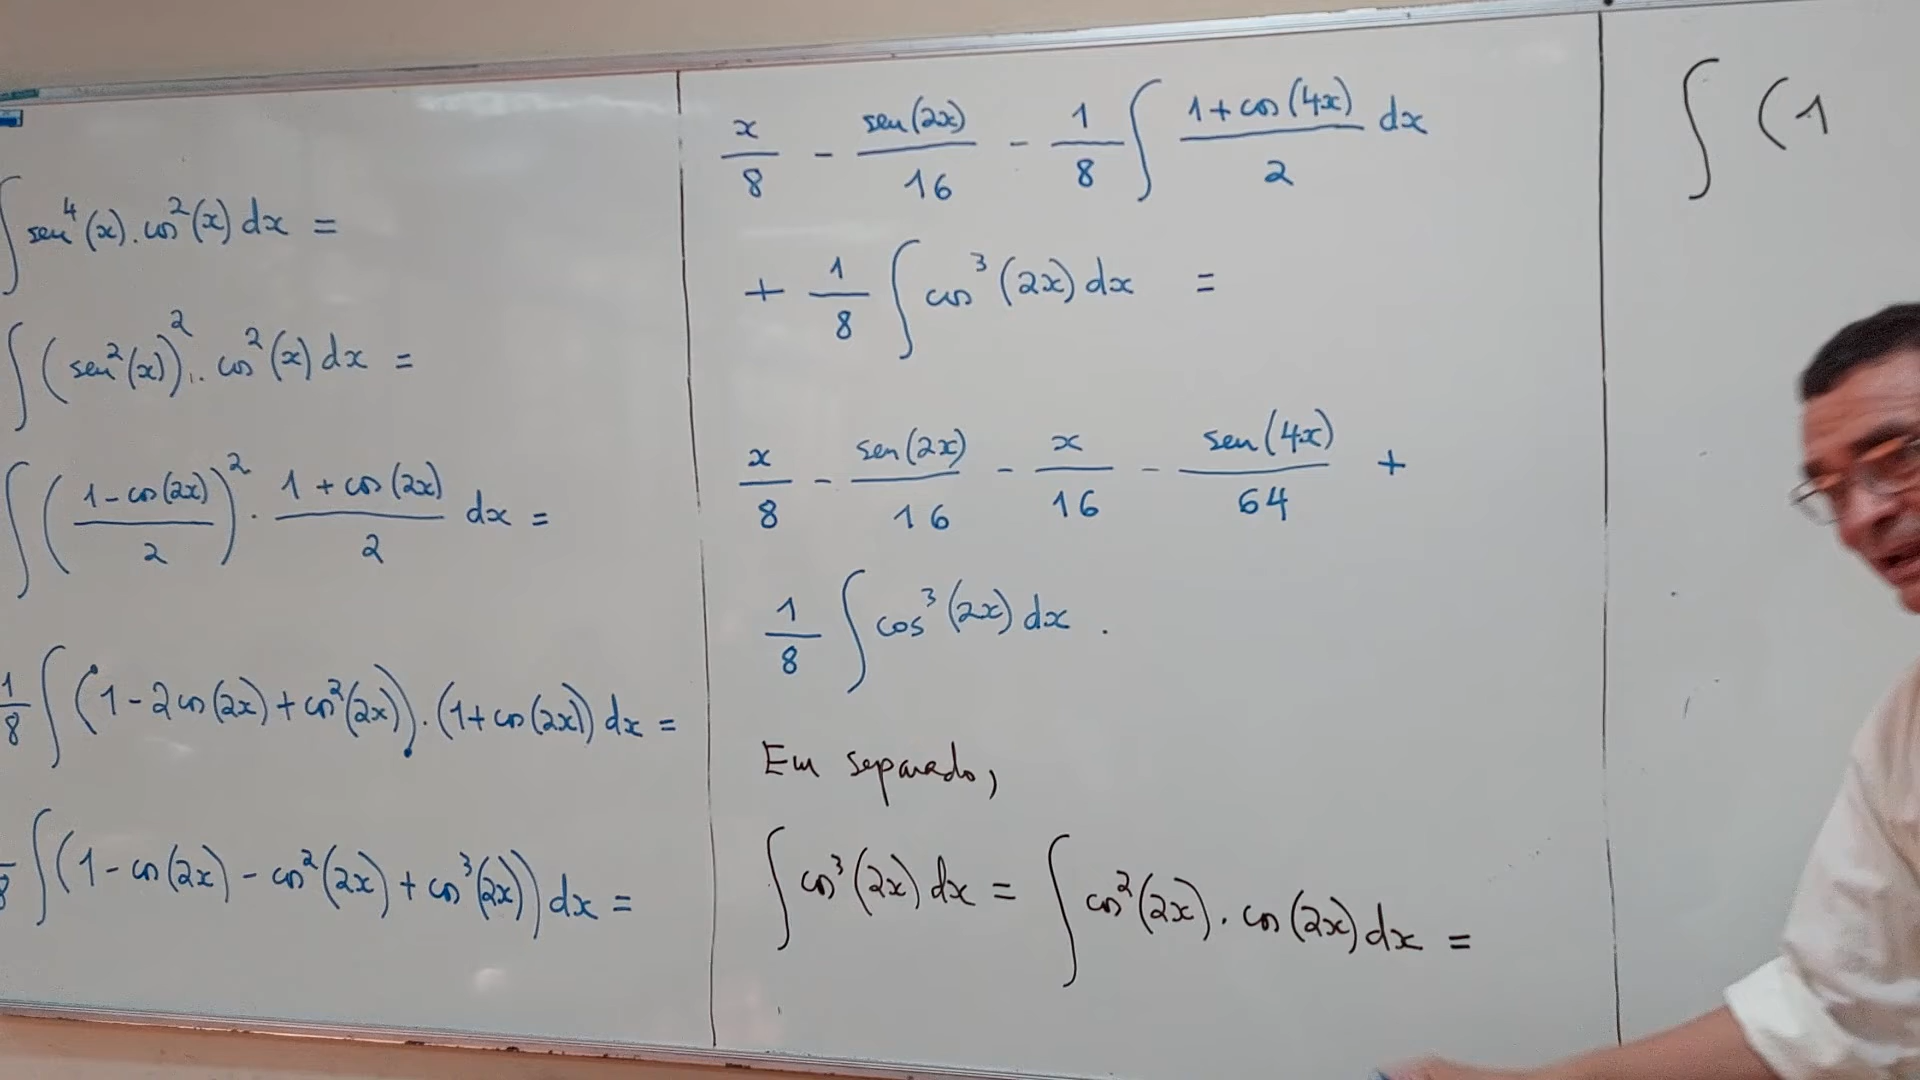 ∫ sen⁴(x).cos²(x) dx =
∫ (sen²(x))². cos²(x) dx =
∫ ((1-cos(2x))/2)² . (1+cos(2x))/2 dx =
1/8 ∫ (1-2cos(2x)+cos²(2x)).(1+cos(2x)) dx =
1/8 ∫ (1-cos(2x)-cos²(2x)+cos³(2x)) dx =
x/8 - sen(2x)/16 - 1/8 ∫ (1+cos(4x))/2 dx
+ 1/8 ∫ cos³(2x) dx =
x/8 - sen(2x)/16 - x/16 - sen(4x)/64 +
1/8 ∫ cos³(2x) dx .
Em separado,
∫ cos³(2x) dx = ∫ cos²(2x). cos(2x) dx =
∫ (1